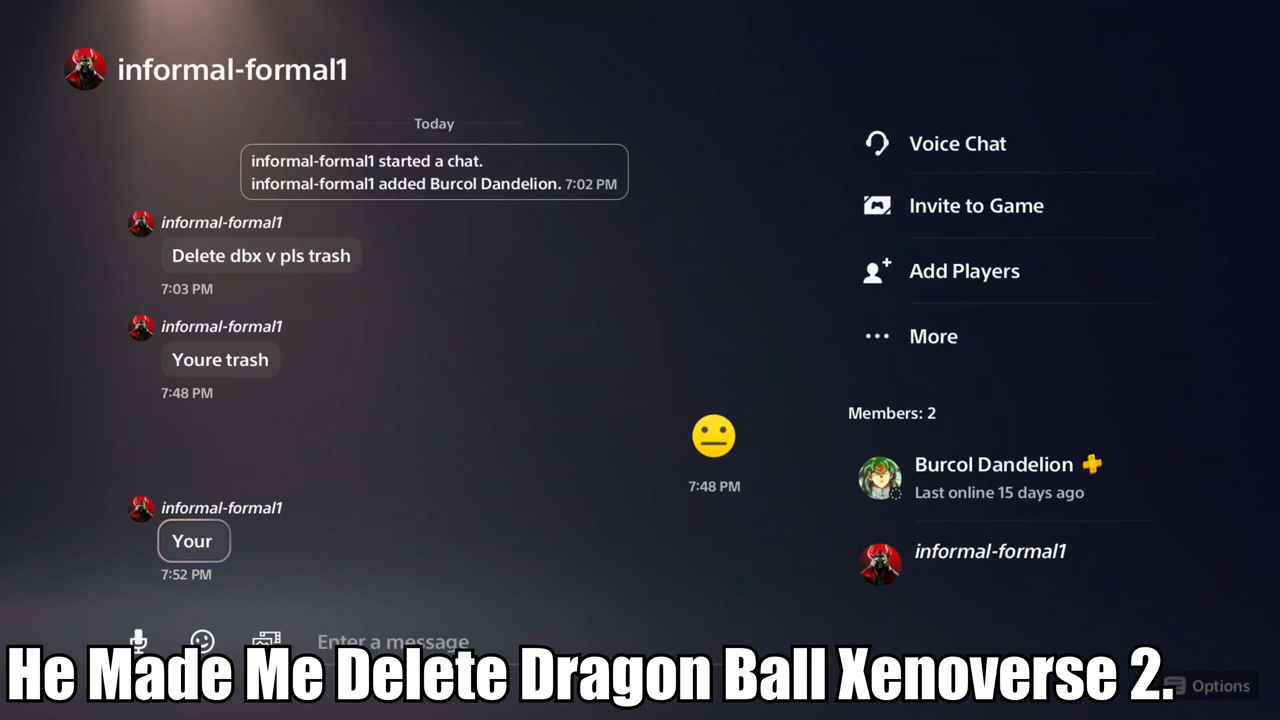 informal-formal1
Today
informal-formal1 started a chat.
informal-formal1 added Burcol Dandelion. 7:02 PM
informal-formal1
Delete dbx v pls trash
7:03 PM
informal-formal1
Youre trash
7:48 PM
7:48 PM
informal-formal1
Your
7:52 PM
Enter a message
Voice Chat
Invite to Game
Add Players
More
Members: 2
Burcol Dandelion
Last online 15 days ago
informal-formal1
He Made Me Delete Dragon Ball Xenoverse 2.
Options